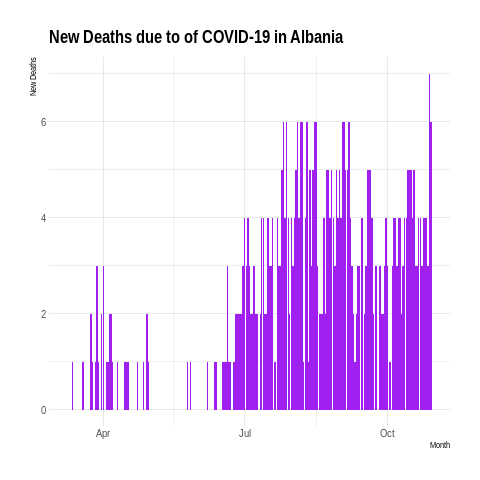 New Deaths due to of COVID-19 in Albania
New Deaths
6
4
2
0
Apr
Jul
Oct
Month